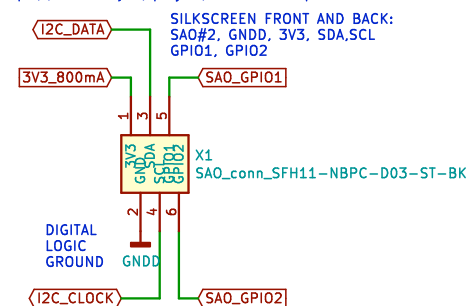 SILKSCREEN FRONT AND BACK:
SAO#2, GNDD, 3V3, SDA,SCL
GPIO1, GPIO2
I2C_DATA
3V3_800mA
SAO_GPIO1
1
3
5
3V3
GND
SDA
SCL
GPIO1
GPIO2
X1
SAO_conn_SFH11-NBPC-D03-ST-BK
2
4
6
DIGITAL
LOGIC
GROUND
GNDD
I2C_CLOCK
SAO_GPIO2